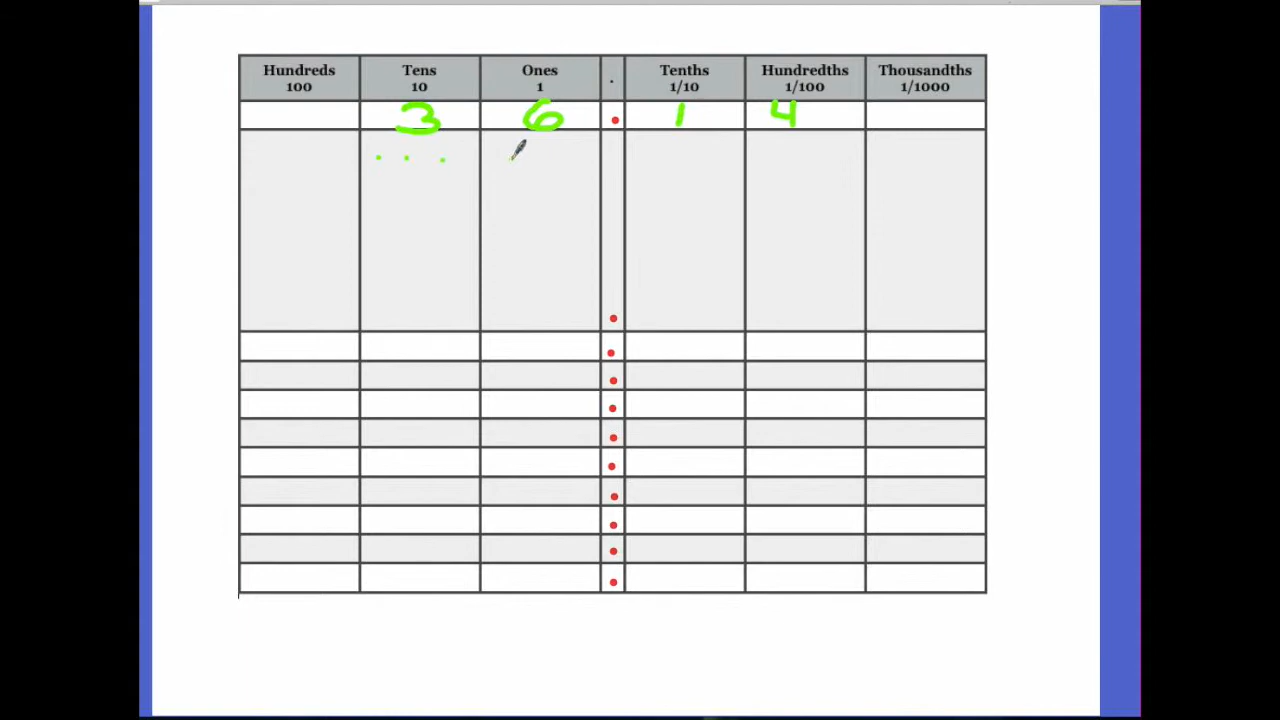 Hundreds Tens Ones . Tenths Hundredths Thousandths
100 10 1 1/10 1/100 1/1000
3 6 . 1 4